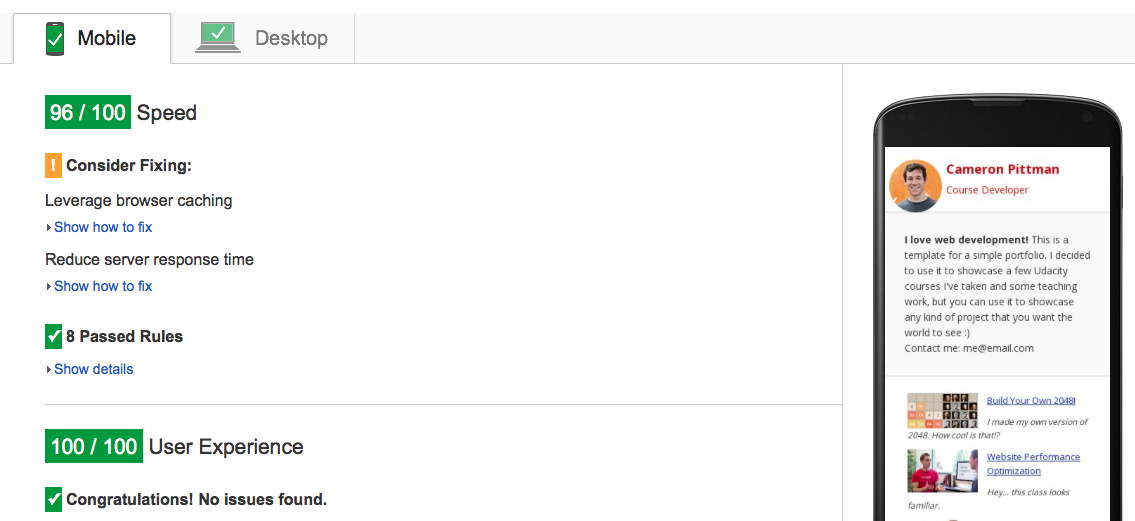 Mobile
Desktop
96 / 100 Speed
! Consider Fixing:
Leverage browser caching
Show how to fix
Reduce server response time
Show how to fix
8 Passed Rules
Show details
100 / 100 User Experience
Congratulations! No issues found.
Cameron Pittman
Course Developer
I love web development! This is a
template for a simple portfolio. I decided
to use it to showcase a few Udacity
courses I've taken and some teaching
work, but you can use it to showcase
any kind of project that you want the
world to see :)
Contact me: me@email.com
Build Your Own 2048!
I made my own version of
2048. How cool is that!?
Website Performance
Optimization
Hey... this class looks
familiar.